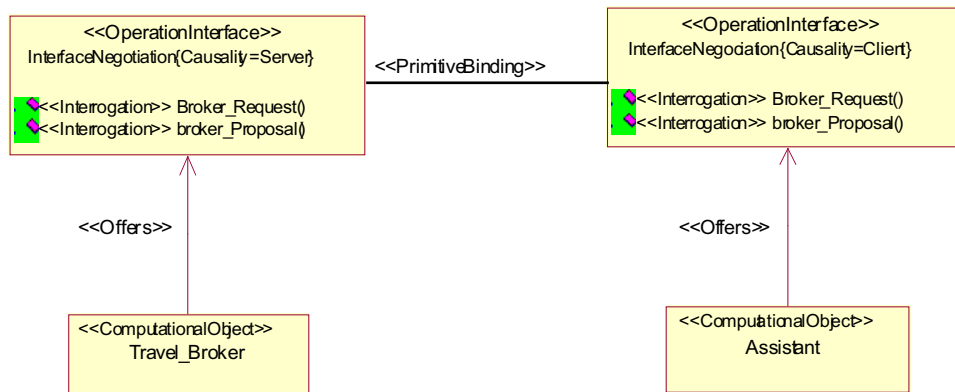 <<OperationInterface>>
InterfaceNegotiation{Causality=Server}
<<Interrogation>> Broker_Request()
<<Interrogation>> broker_Proposal()
<<PrimitiveBinding>>
<<OperationInterface>>
InterfaceNegociation{Causality=Client}
<<Interrogation>> Broker_Request()
<<Interrogation>> broker_Proposal()
<<Offers>>
<<Offers>>
<<ComputationalObject>>
Travel_Broker
<<ComputationalObject>>
Assistant